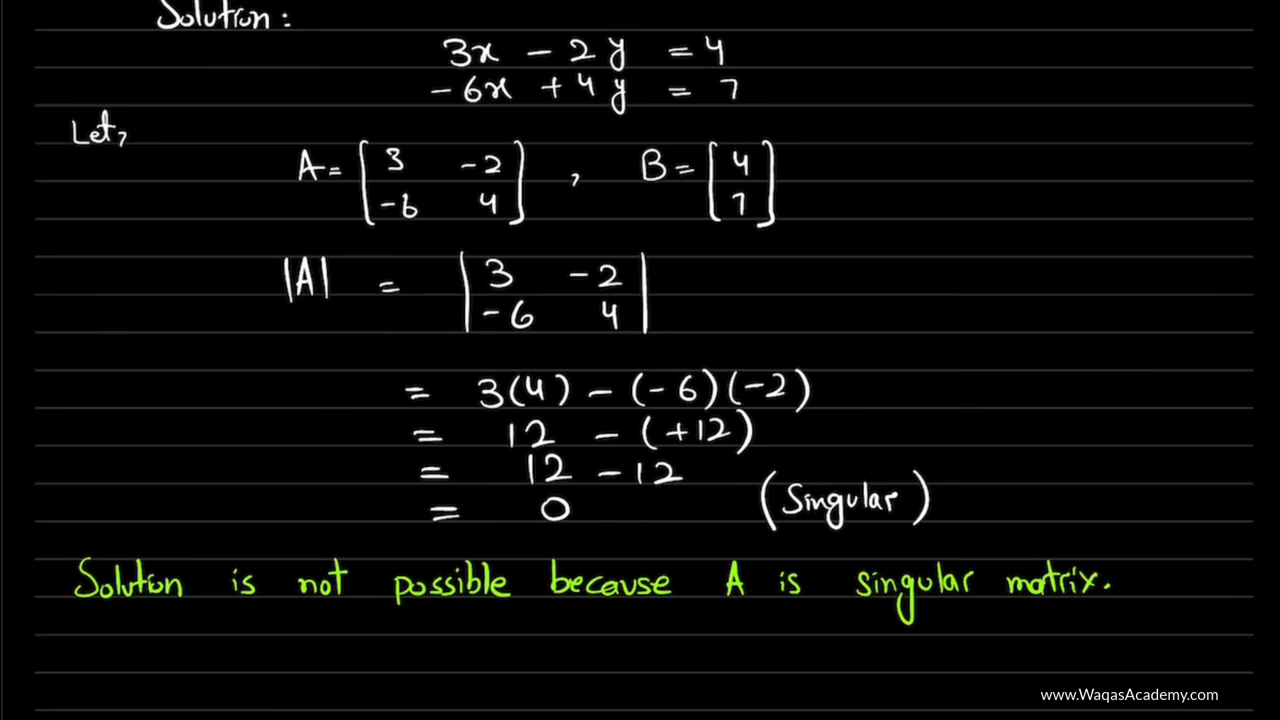 Solution:
3x - 2y = 4
-6x + 4y = 7
Let,
A = [3 -2
-6 4] , B = [4
7]
|A| = |3 -2
-6 4|
= 3(4) - (-6)(-2)
= 12 - (+12)
= 12 - 12
= 0 (Singular)
Solution is not possible because A is singular matrix.
www.WaqasAcademy.com